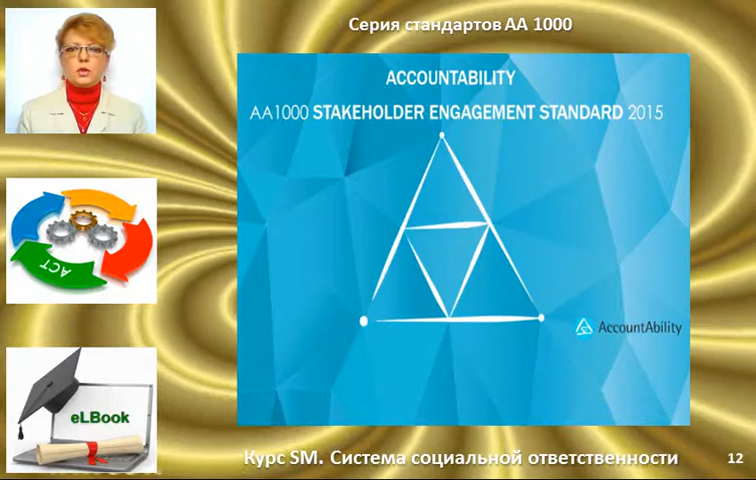 Серия стандартов АА 1000
ACCOUNTABILITY
AA1000 STAKEHOLDER ENGAGEMENT STANDARD 2015
ACT
AccountAbility
eLBook
Курс SM. Система социальной ответственности
12